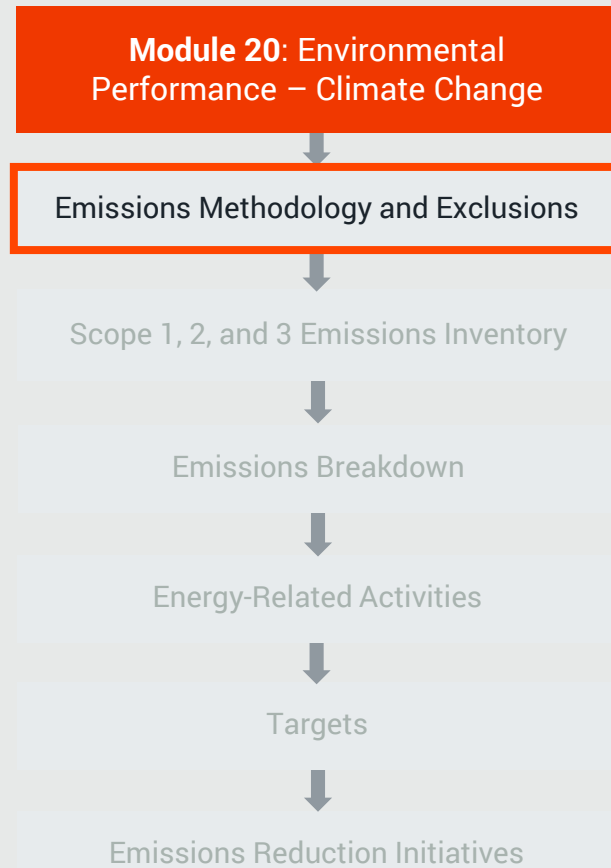 Module 20: Environmental
Performance – Climate Change
Emissions Methodology and Exclusions
Scope 1, 2, and 3 Emissions Inventory
Emissions Breakdown
Energy-Related Activities
Targets
Emissions Reduction Initiatives